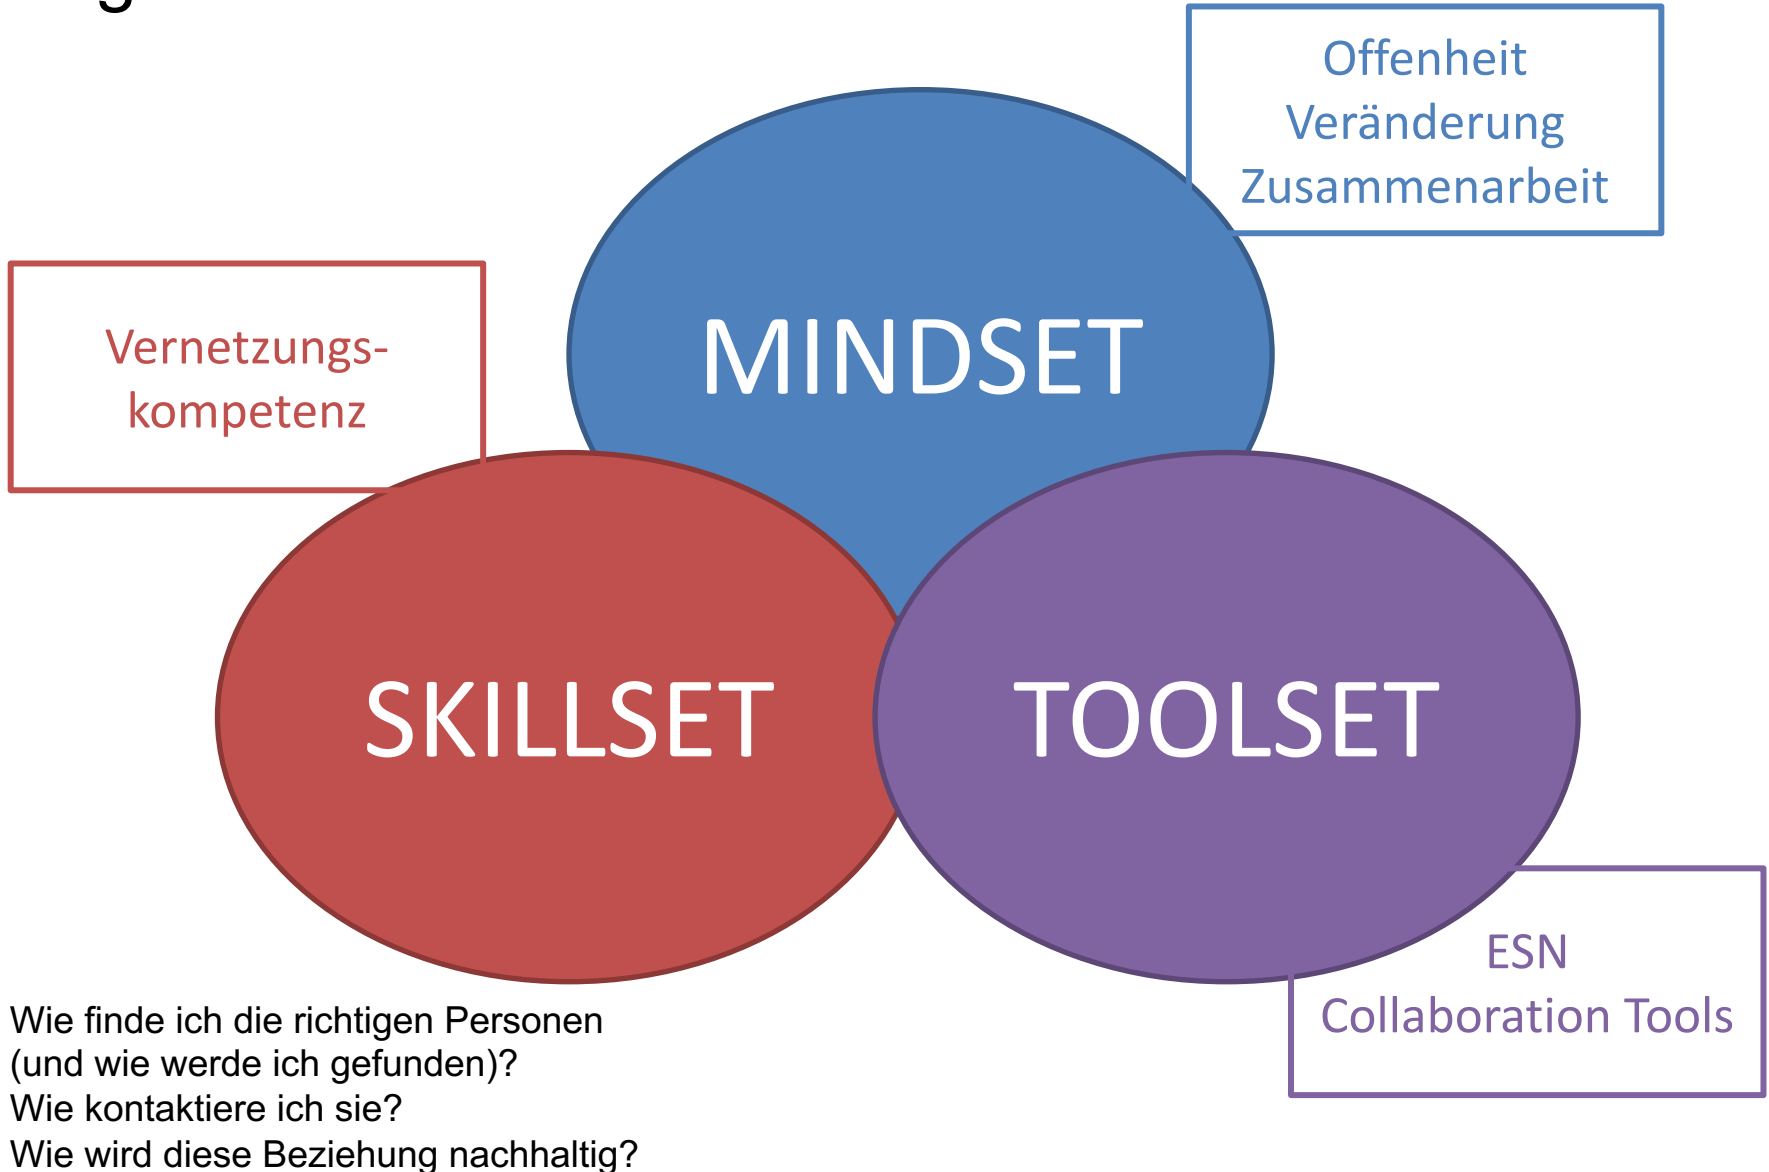 Offenheit
Veränderung
Zusammenarbeit
MINDSET
Vernetzungs-
kompetenz
SKILLSET
TOOLSET
ESN
Collaboration Tools
Wie finde ich die richtigen Personen
(und wie werde ich gefunden)?
Wie kontaktiere ich sie?
Wie wird diese Beziehung nachhaltig?